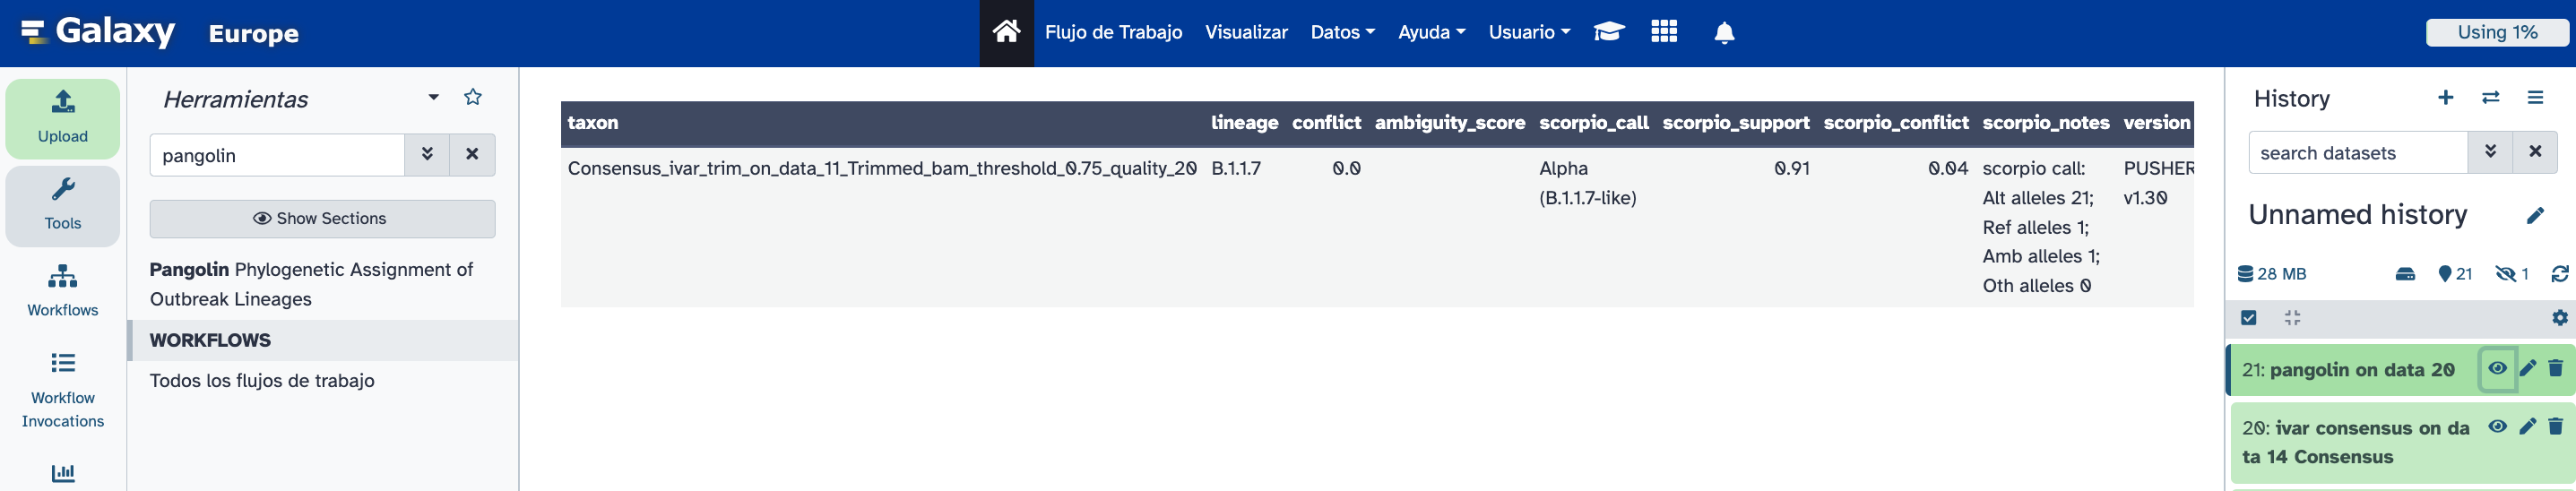 Galaxy Europe
Flujo de Trabajo Visualizar Datos Ayuda Usuario
Using 1%
Upload
Tools
Workflows
Workflow
Invocations
Herramientas
pangolin
Show Sections
Pangolin Phylogenetic Assignment of
Outbreak Lineages
WORKFLOWS
Todos los flujos de trabajo
taxon lineage conflict ambiguity_score scorpio_call scorpio_support scorpio_conflict scorpio_notes version
Consensus_ivar_trim_on_data_11_Trimmed_bam_threshold_0.75_quality_20 B.1.1.7 0.0 Alpha 0.91 0.04 scorpio call: PUSHER
(B.1.1.7-like) Alt alleles 21; v1.30
Ref alleles 1;
Amb alleles 1;
Oth alleles 0
History
search datasets
Unnamed history
28 MB 21 1
21: pangolin on data 20
20: ivar consensus on da
ta 14 Consensus